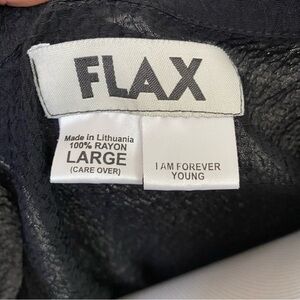 FLAX
Made in Lithuania
100% RAYON
LARGE
(CARE OVER)
I AM FOREVER
YOUNG